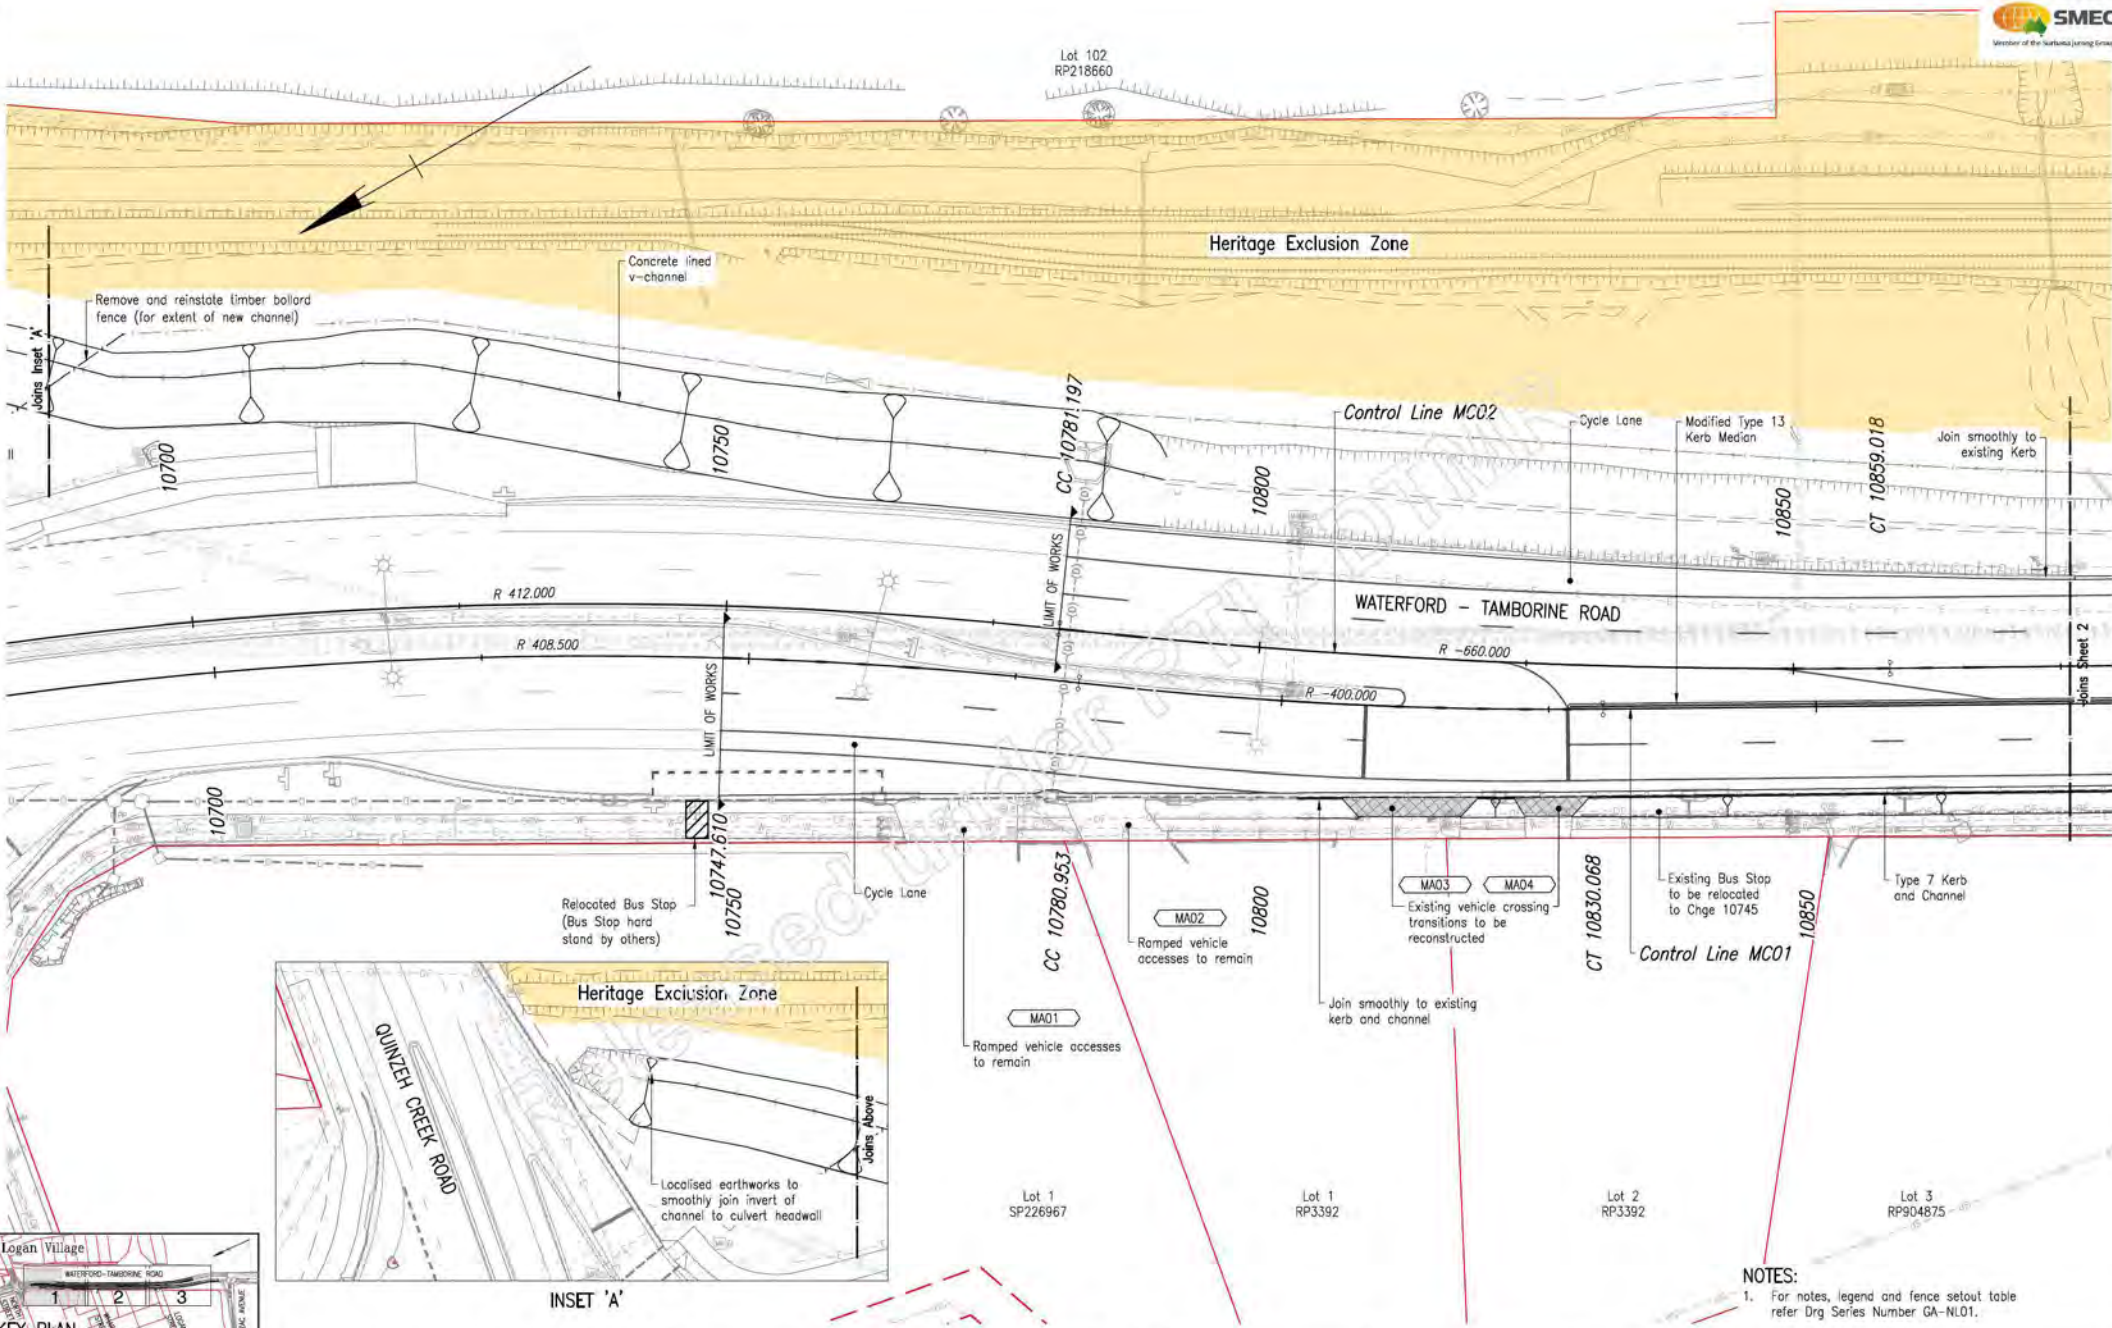 SMEC
Member of the Surbana Jurong Group
Lot 102
RP218660
Heritage Exclusion Zone
Concrete lined
v-channel
Remove and reinstate timber bollard
fence (for extent of new channel)
Joins Inset 'A'
10700
10750
CC 10781.197
10800
Control Line MC02
Cycle Lane
Modified Type 13
Kerb Median
10850
CT 10859.018
Join smoothly to
existing Kerb
LIMIT OF WORKS
R 412.000
R 408.500
WATERFORD - TAMBORINE ROAD
R -660.000
R -400.000
LIMIT OF WORKS
Joins Sheet 2
10700
10747.610
10750
Relocated Bus Stop
(Bus Stop hard
stand by others)
Cycle Lane
CC 10780.953
MA01
Ramped vehicle accesses
to remain
MA02
Ramped vehicle
accesses to remain
10800
MA03
MA04
Existing vehicle crossing
transitions to be
reconstructed
Join smoothly to existing
kerb and channel
CT 10830.068
Existing Bus Stop
to be relocated
to Chge 10745
Control Line MC01
10850
Type 7 Kerb
and Channel
Heritage Exclusion Zone
QUINZEH CREEK ROAD
Joins Above
Localised earthworks to
smoothly join invert of
channel to culvert headwall
INSET 'A'
Lot 1
SP226967
Lot 1
RP3392
Lot 2
RP3392
Lot 3
RP904875
Logan Village
WATERFORD-TAMBORINE ROAD
1
2
3
KEY PLAN
NOTES:
1. For notes, legend and fence setout table
refer Drg Series Number GA-NL01.